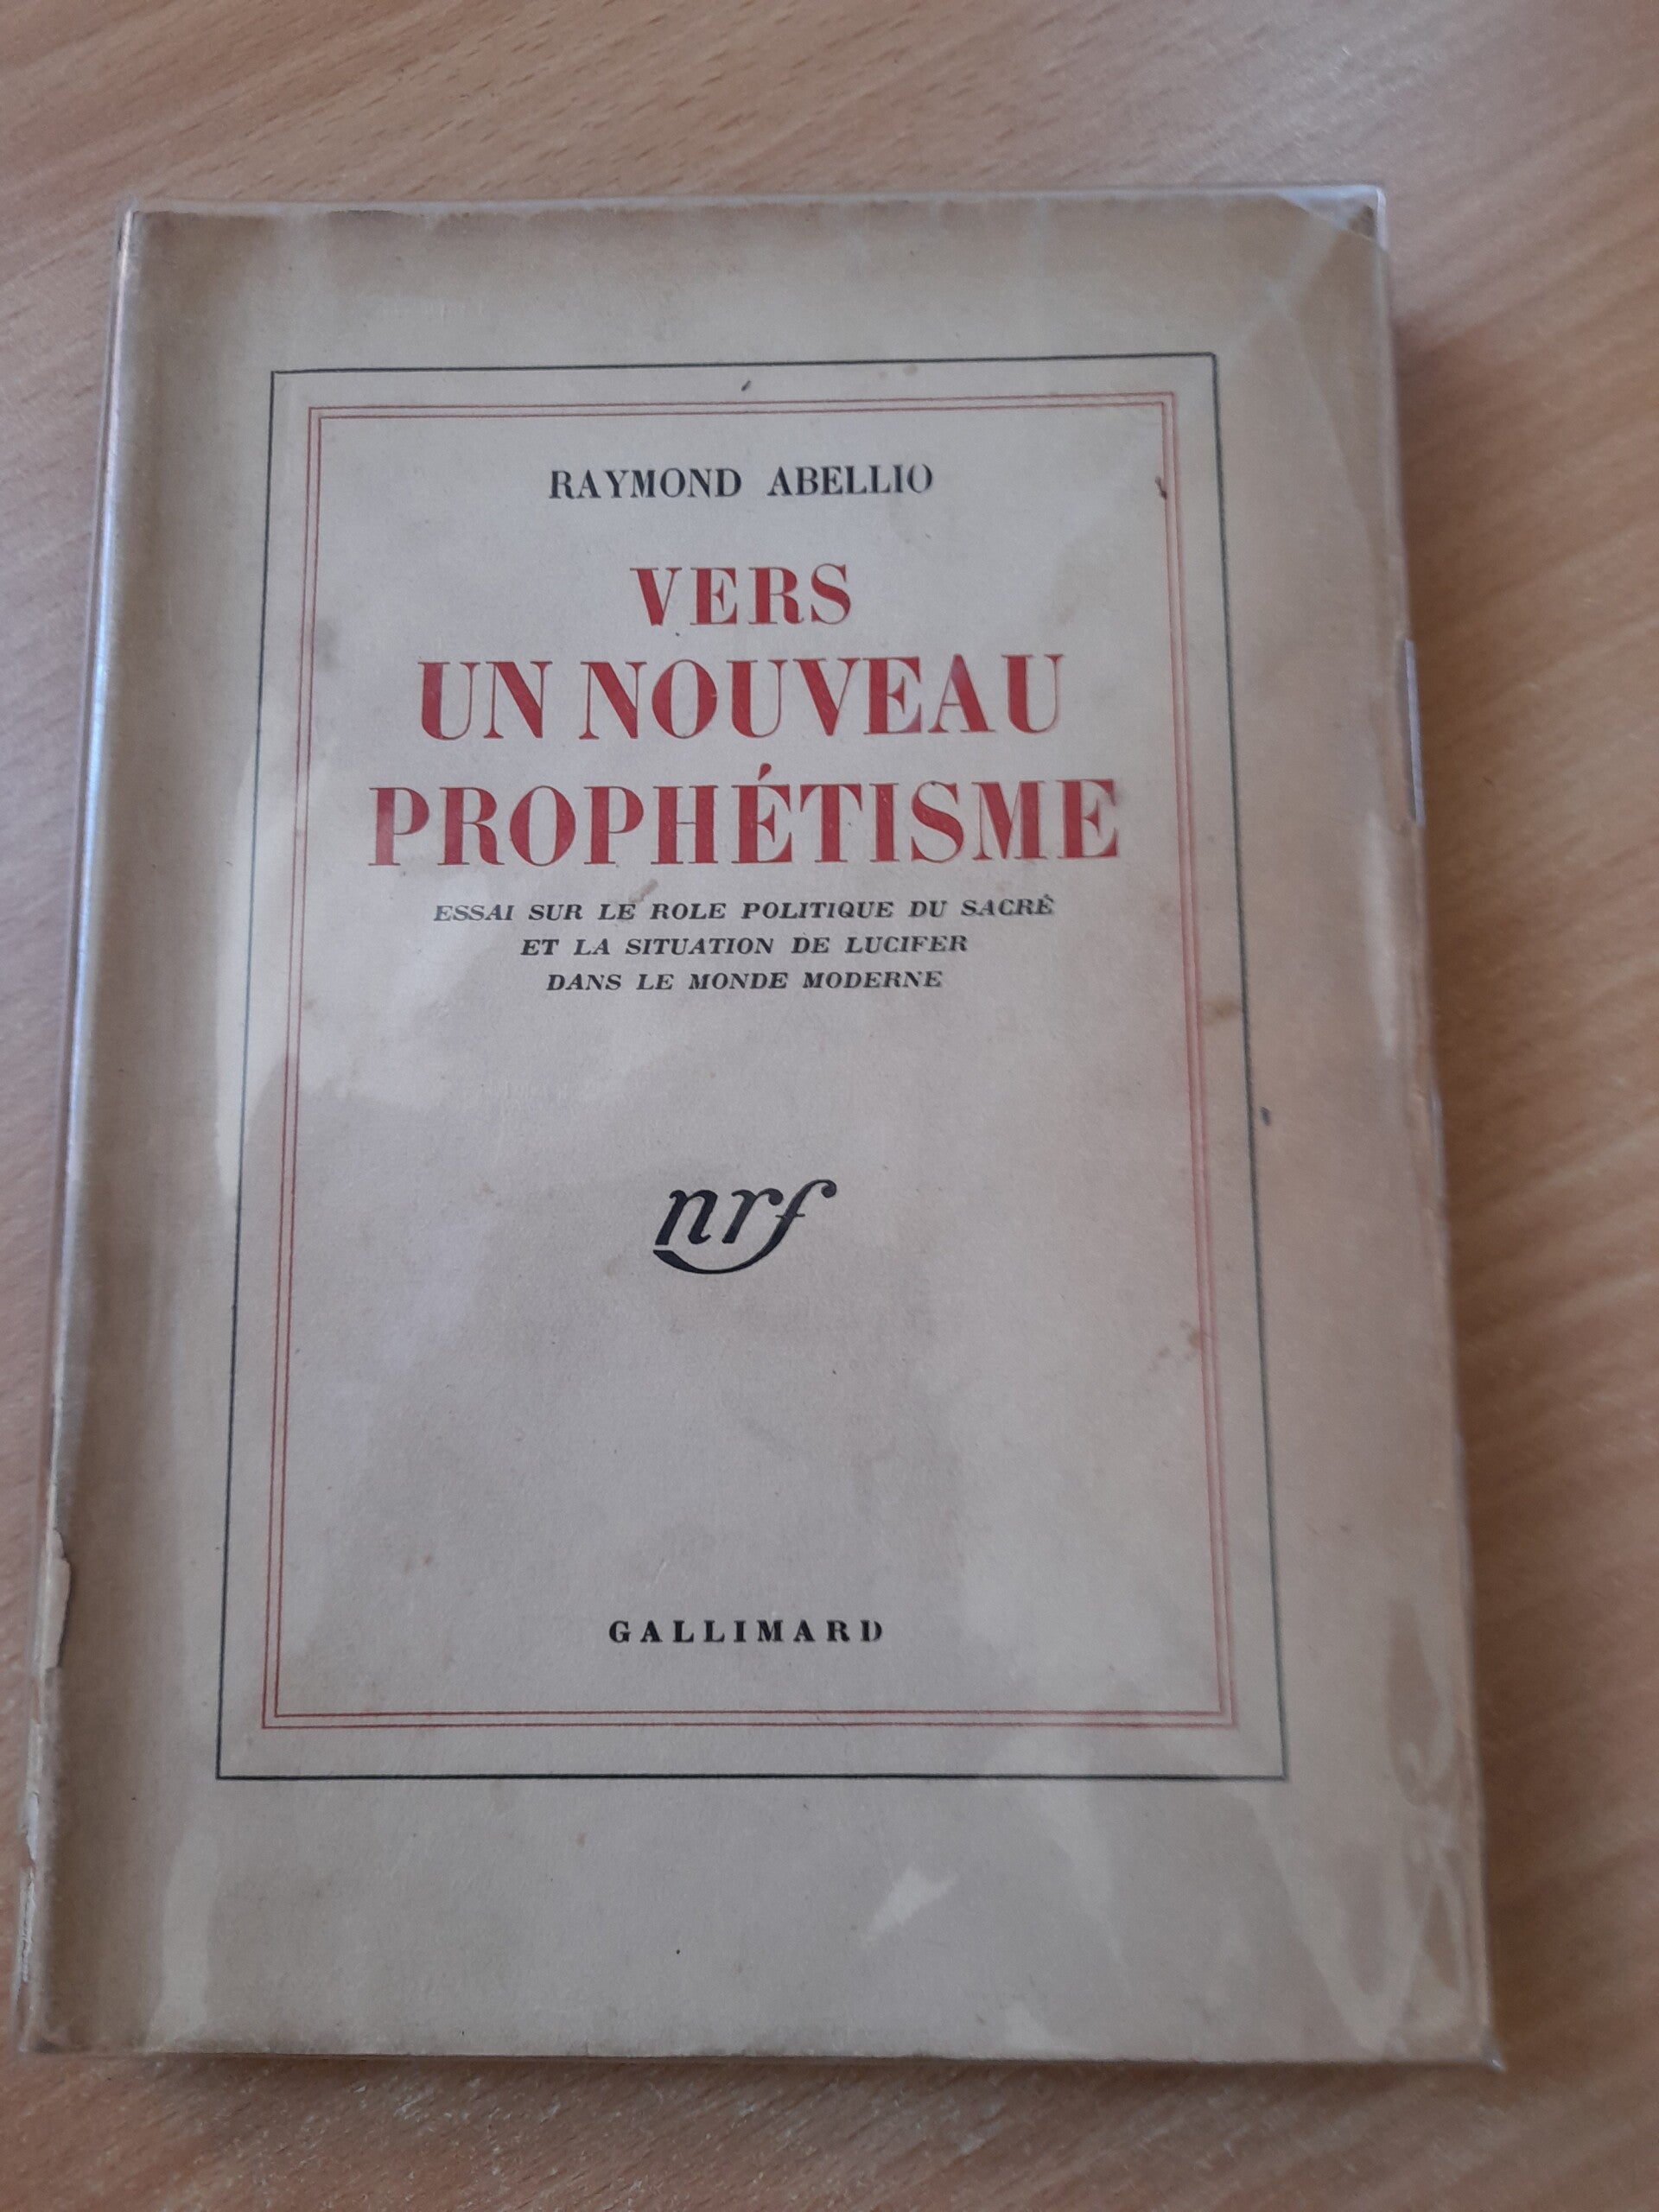 RAYMOND ABELLIO
VERS
UN NOUVEAU
PROPHÉTISME
ESSAI SUR LE ROLE POLITIQUE DU SACRÉ
ET LA SITUATION DE LUCIFER
DANS LE MONDE MODERNE
nrf
GALLIMARD